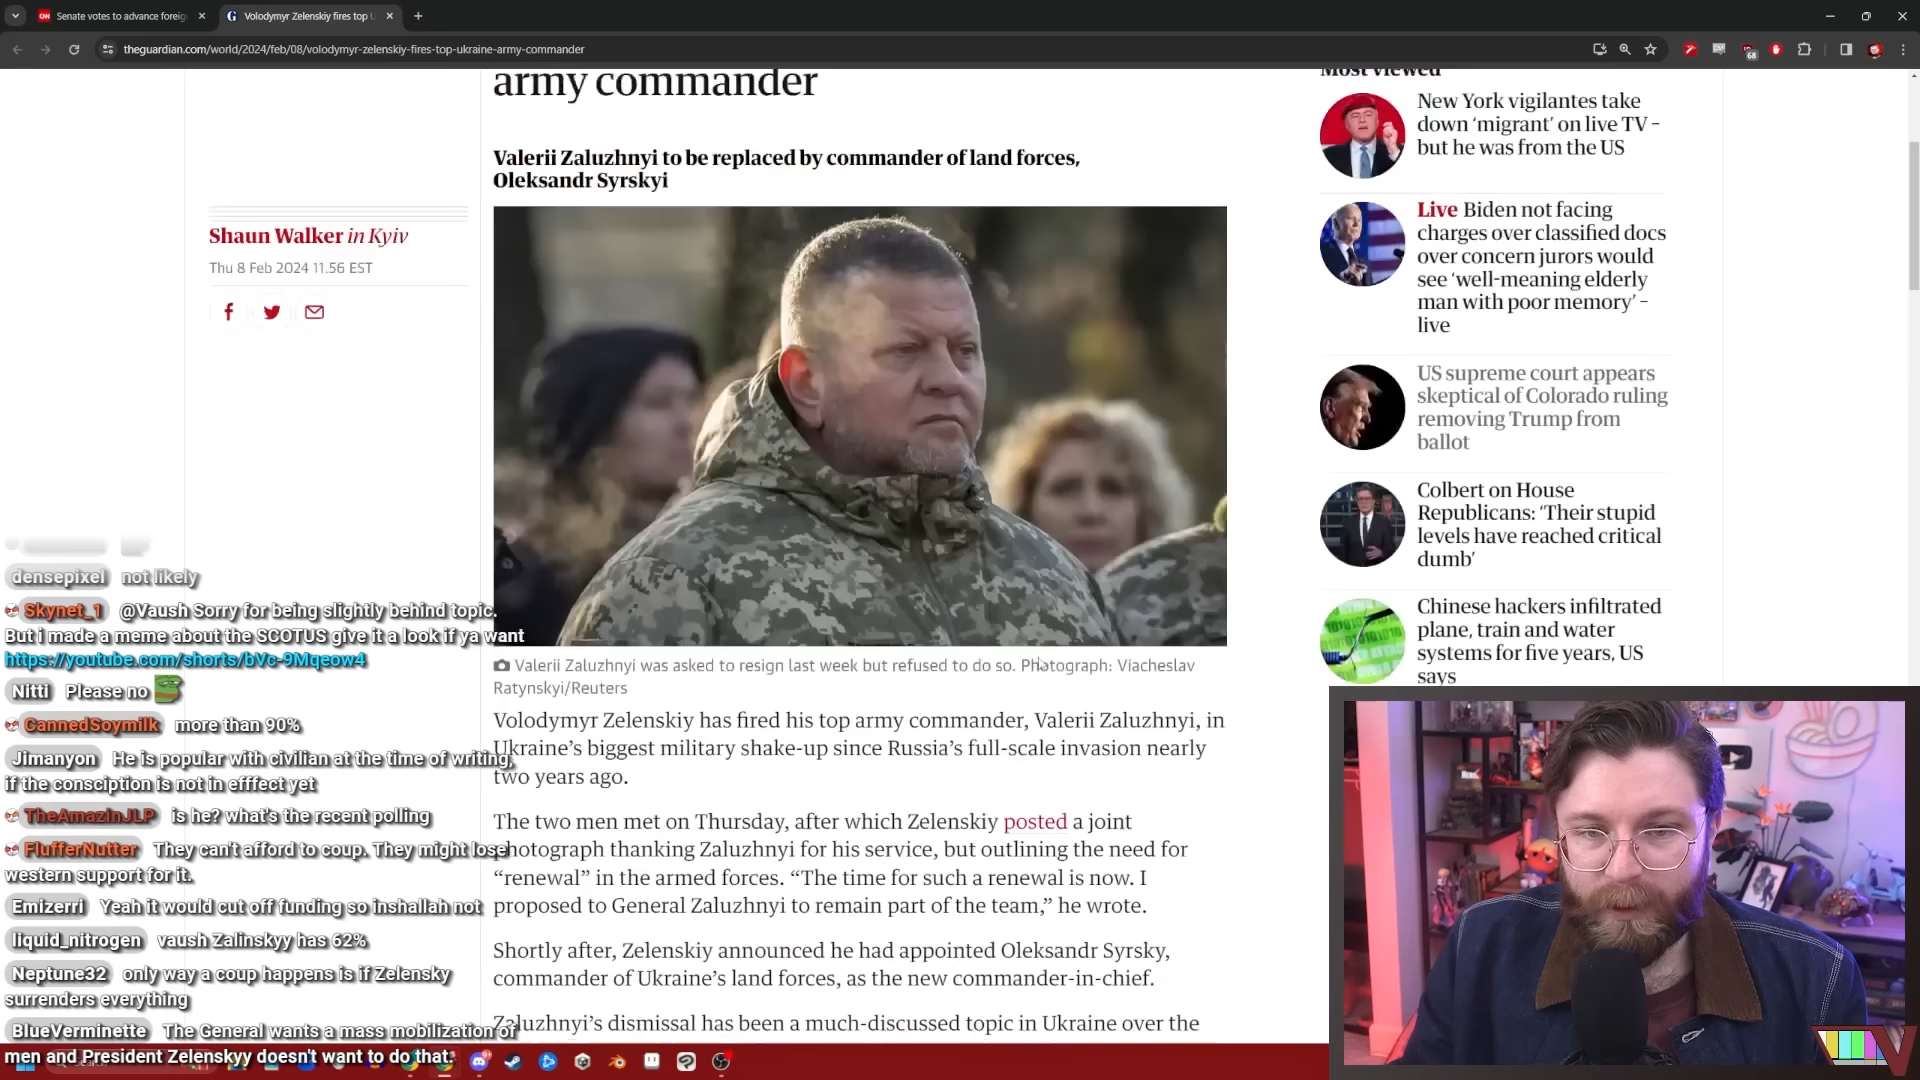 Senate votes to advance foreig
Volodymyr Zelenskiy fires top U
theguardian.com/world/2024/feb/08/volodymyr-zelenskiy-fires-top-ukraine-army-commander
68
army commander
Valerii Zaluzhnyi to be replaced by commander of land forces,
Oleksandr Syrskyi
Shaun Walker in Kyiv
Thu 8 Feb 2024 11.56 EST
Valerii Zaluzhnyi was asked to resign last week but refused to do so. Photograph: Viacheslav
Ratynskyi/Reuters
Volodymyr Zelenskiy has fired his top army commander, Valerii Zaluzhnyi, in
Ukraine's biggest military shake-up since Russia's full-scale invasion nearly
two years ago.
The two men met on Thursday, after which Zelenskiy posted a joint
photograph thanking Zaluzhnyi for his service, but outlining the need for
“renewal” in the armed forces. “The time for such a renewal is now. I
proposed to General Zaluzhnyi to remain part of the team,” he wrote.
Shortly after, Zelenskiy announced he had appointed Oleksandr Syrsky,
commander of Ukraine's land forces, as the new commander-in-chief.
Zaluzhnyi's dismissal has been a much-discussed topic in Ukraine over the
Most viewed
New York vigilantes take
down ‘migrant’ on live TV –
but he was from the US
Live Biden not facing
charges over classified docs
over concern jurors would
see ‘well-meaning elderly
man with poor memory’ –
live
US supreme court appears
skeptical of Colorado ruling
removing Trump from
ballot
Colbert on House
Republicans: ‘Their stupid
levels have reached critical
dumb’
Chinese hackers infiltrated
plane, train and water
systems for five years, US
says
densepixel not likely
Skynet_1 @Vaush Sorry for being slightly behind topic.
But i made a meme about the SCOTUS give it a look if ya want
https://youtube.com/shorts/bVc-9Mqeow4
Nitti Please no
CannedSoymilk more than 90%
Jimanyon He is popular with civilian at the time of writing,
if the consciption is not in efffect yet
TheAmazinJLP is he? what's the recent polling
FlufferNutter They can't afford to coup. They might lose
western support for it.
Emizerri Yeah it would cut off funding so inshallah not
liquid_nitrogen vaush Zalinskyy has 62%
Neptune32 only way a coup happens is if Zelensky
surrenders everything
BlueVerminette The General wants a mass mobilization of
men and President Zelenskyy doesn't want to do that.